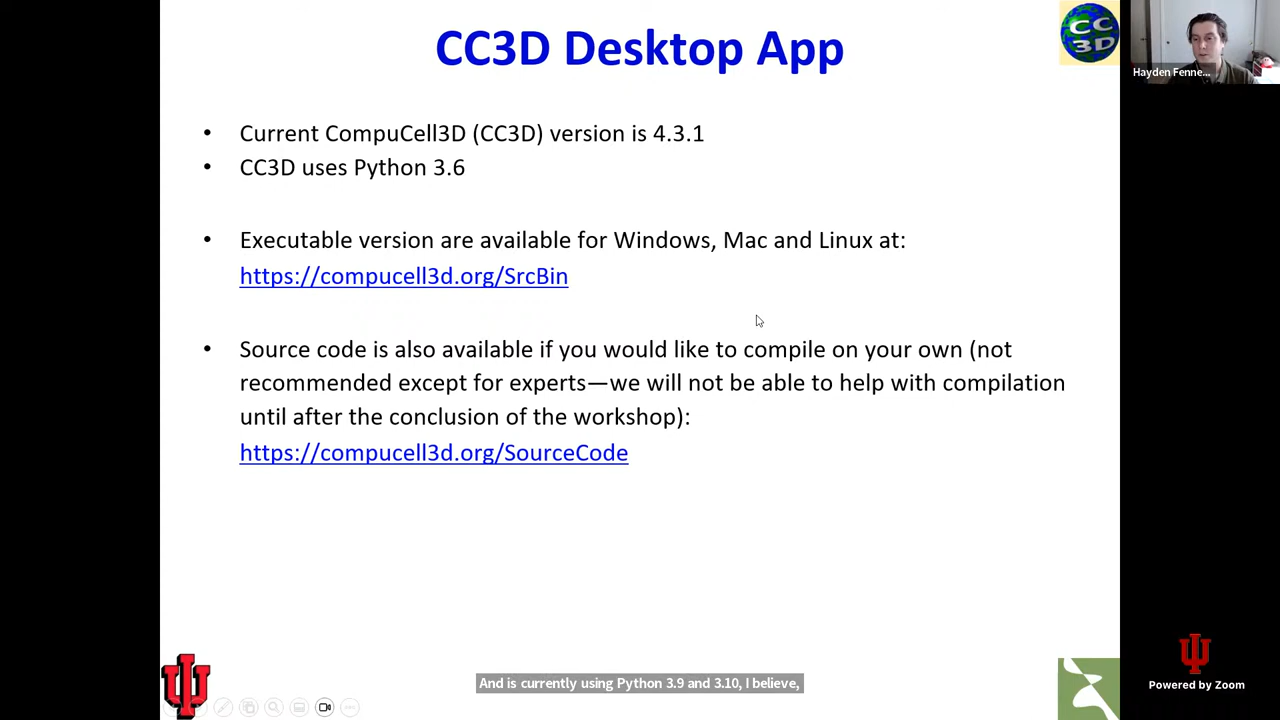 CC3D Desktop App
CC
3D
Hayden Fenne...
• Current CompuCell3D (CC3D) version is 4.3.1
• CC3D uses Python 3.6
• Executable version are available for Windows, Mac and Linux at:
https://compucell3d.org/SrcBin
• Source code is also available if you would like to compile on your own (not
recommended except for experts—we will not be able to help with compilation
until after the conclusion of the workshop):
https://compucell3d.org/SourceCode
And is currently using Python 3.9 and 3.10, I believe,
Powered by Zoom